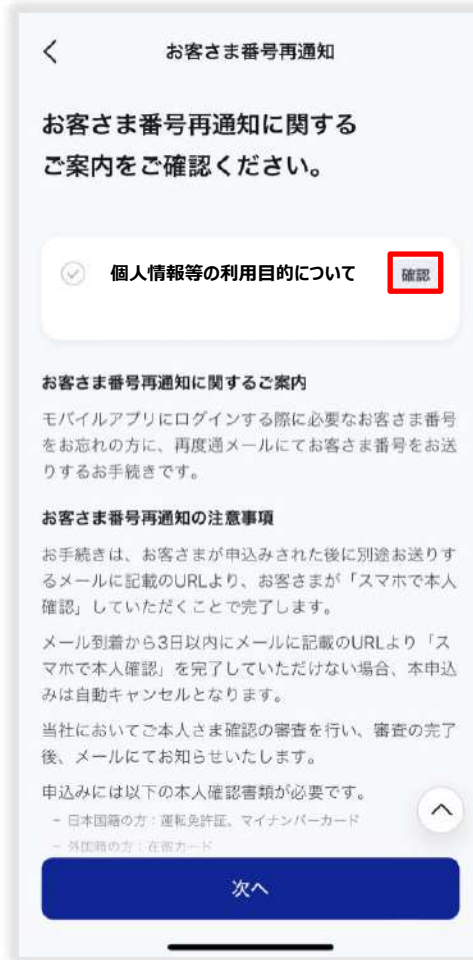 お客さま番号再通知
お客さま番号再通知に関する
ご案内をご確認ください。
個人情報等の利用目的について
確認
お客さま番号再通知に関するご案内
モバイルアプリにログインする際に必要なお客さま番号
をお忘れの方に、再度通メールにてお客さま番号をお送
りするお手続きです。
お客さま番号再通知の注意事項
お手続きは、お客さまが申込みされた後に別途お送りす
るメールに記載のURLより、お客さまが「スマホで本人
確認」していただくことで完了します。
メール到着から3日以内にメールに記載のURLより「ス
マホで本人確認」を完了していただけない場合、本申込
みは自動キャンセルとなります。
当社においてご本人さま確認の審査を行い、審査の完了
後、メールにてお知らせいたします。
申込みには以下の本人確認書類が必要です。
- 日本国籍の方：運転免許証、マイナンバーカード
- 外国籍の方：在留カード
次へ